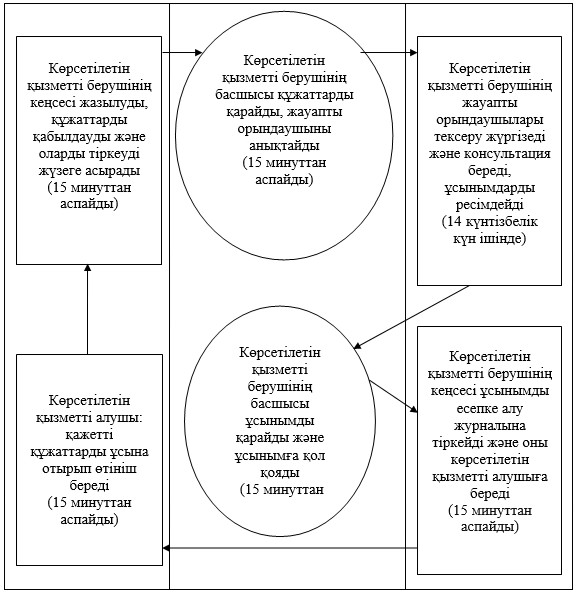 Көрсетілетін
қызметті берушінің
кеңсесі жазылуды,
құжаттарды
қабылдауды және
оларды тіркеуді
жүзеге асырады
(15 минуттан
аспайды)
Көрсетілетін
қызметті берушінің
басшысы құжаттарды
қарайды, жауапты
орындаушыны
анықтайды
(15 минуттан
аспайды)
Көрсетілетін
қызметті берушінің
жауапты
орындаушылары
тексеру жүргізеді
және консультация
береді,
ұсынымдарды
ресімдейді
(14 күнтізбелік
күн ішінде)
Көрсетілетін
қызметті алушы:
қажетті
құжаттарды ұсына
отырып өтініш
береді
(15 минуттан
аспайды)
Көрсетілетін
қызметті
берушінің
басшысы
ұсынымды
қарайды және
ұсынымға қол
қояды
(15 минуттан
Көрсетілетін
қызметті берушінің
кеңсесі ұсынымды
есепке алу
журналына
тіркейді және оны
көрсетілетін
қызметті алушыға
береді
(15 минуттан
аспайды)